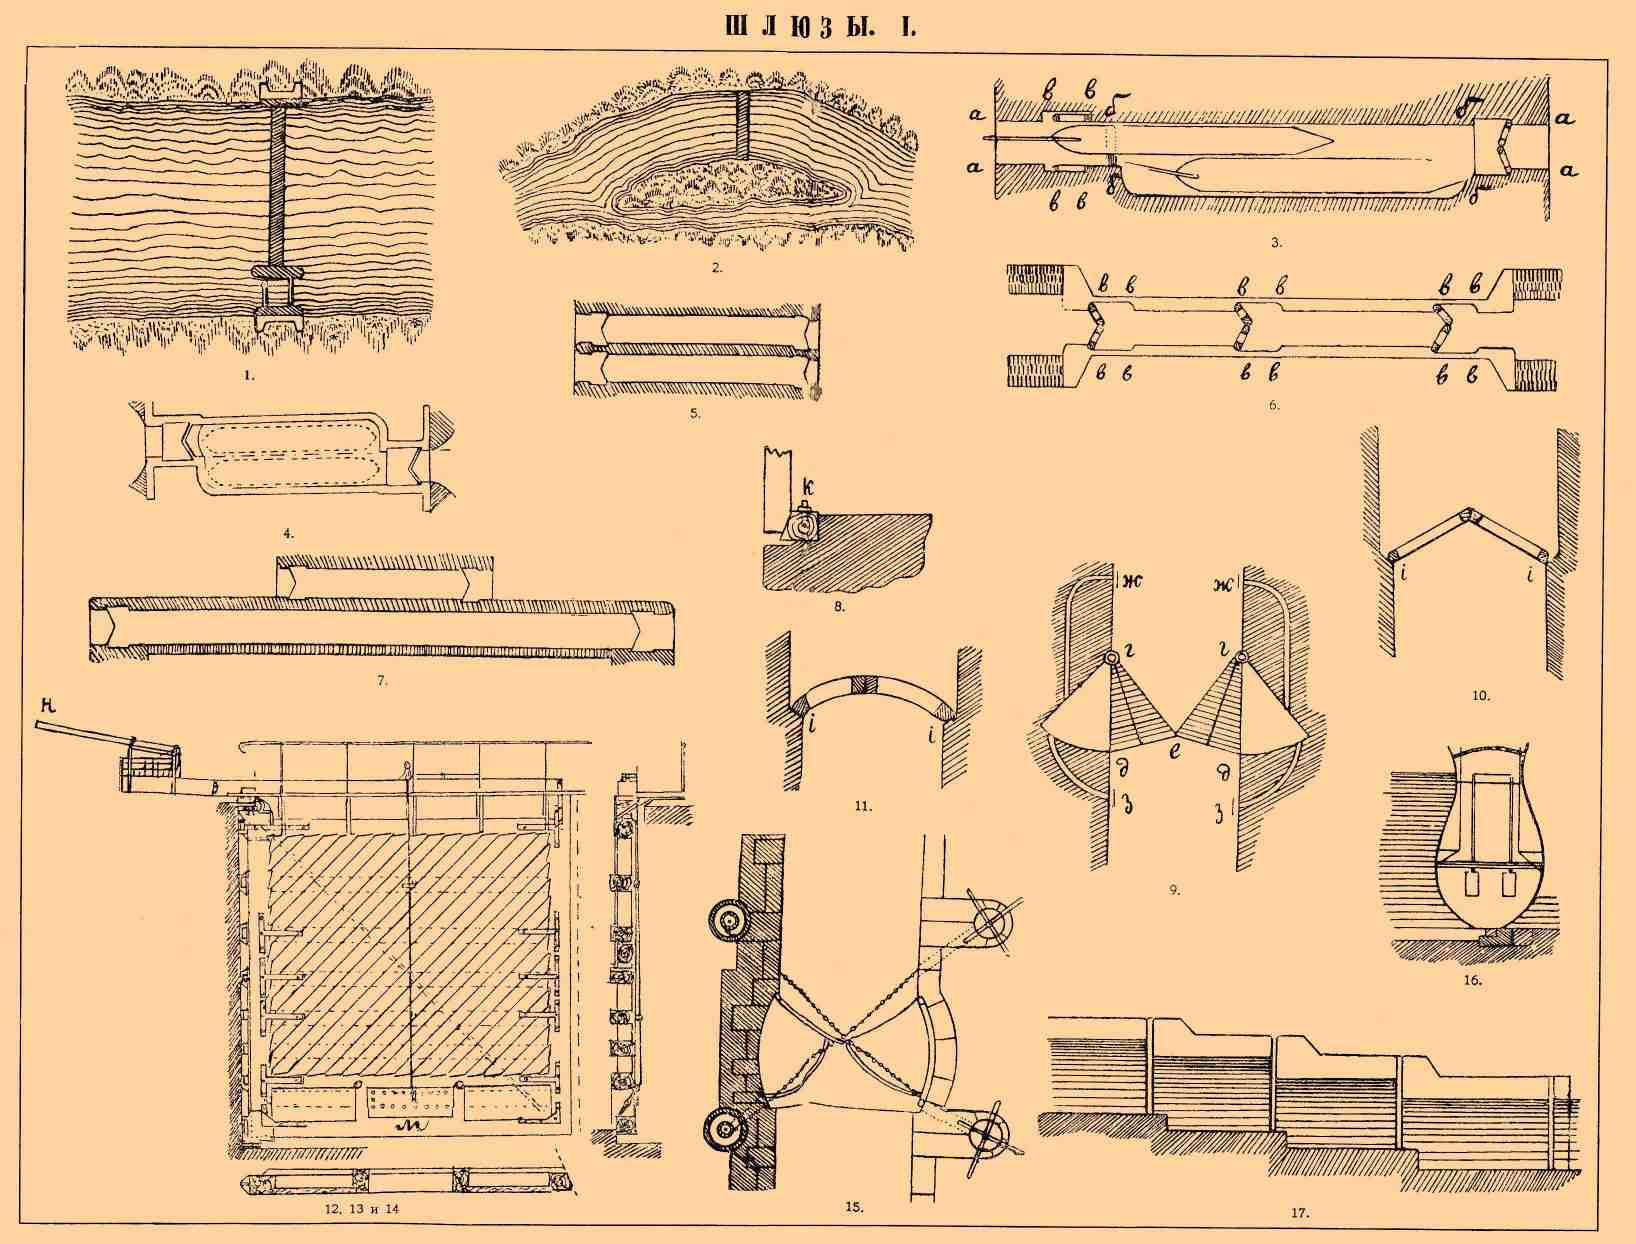 ШЛЮЗЫ. I.
в в б б
а а
а а
б б
в в
3.
2.
1.
в в в в в в
в в в в в в
6.
5.
4.
к
8.
i i
10.
7.
ж ж
г г
е
д д
з з
9.
i i
11.
н
м
12, 13 и 14
15.
16.
17.